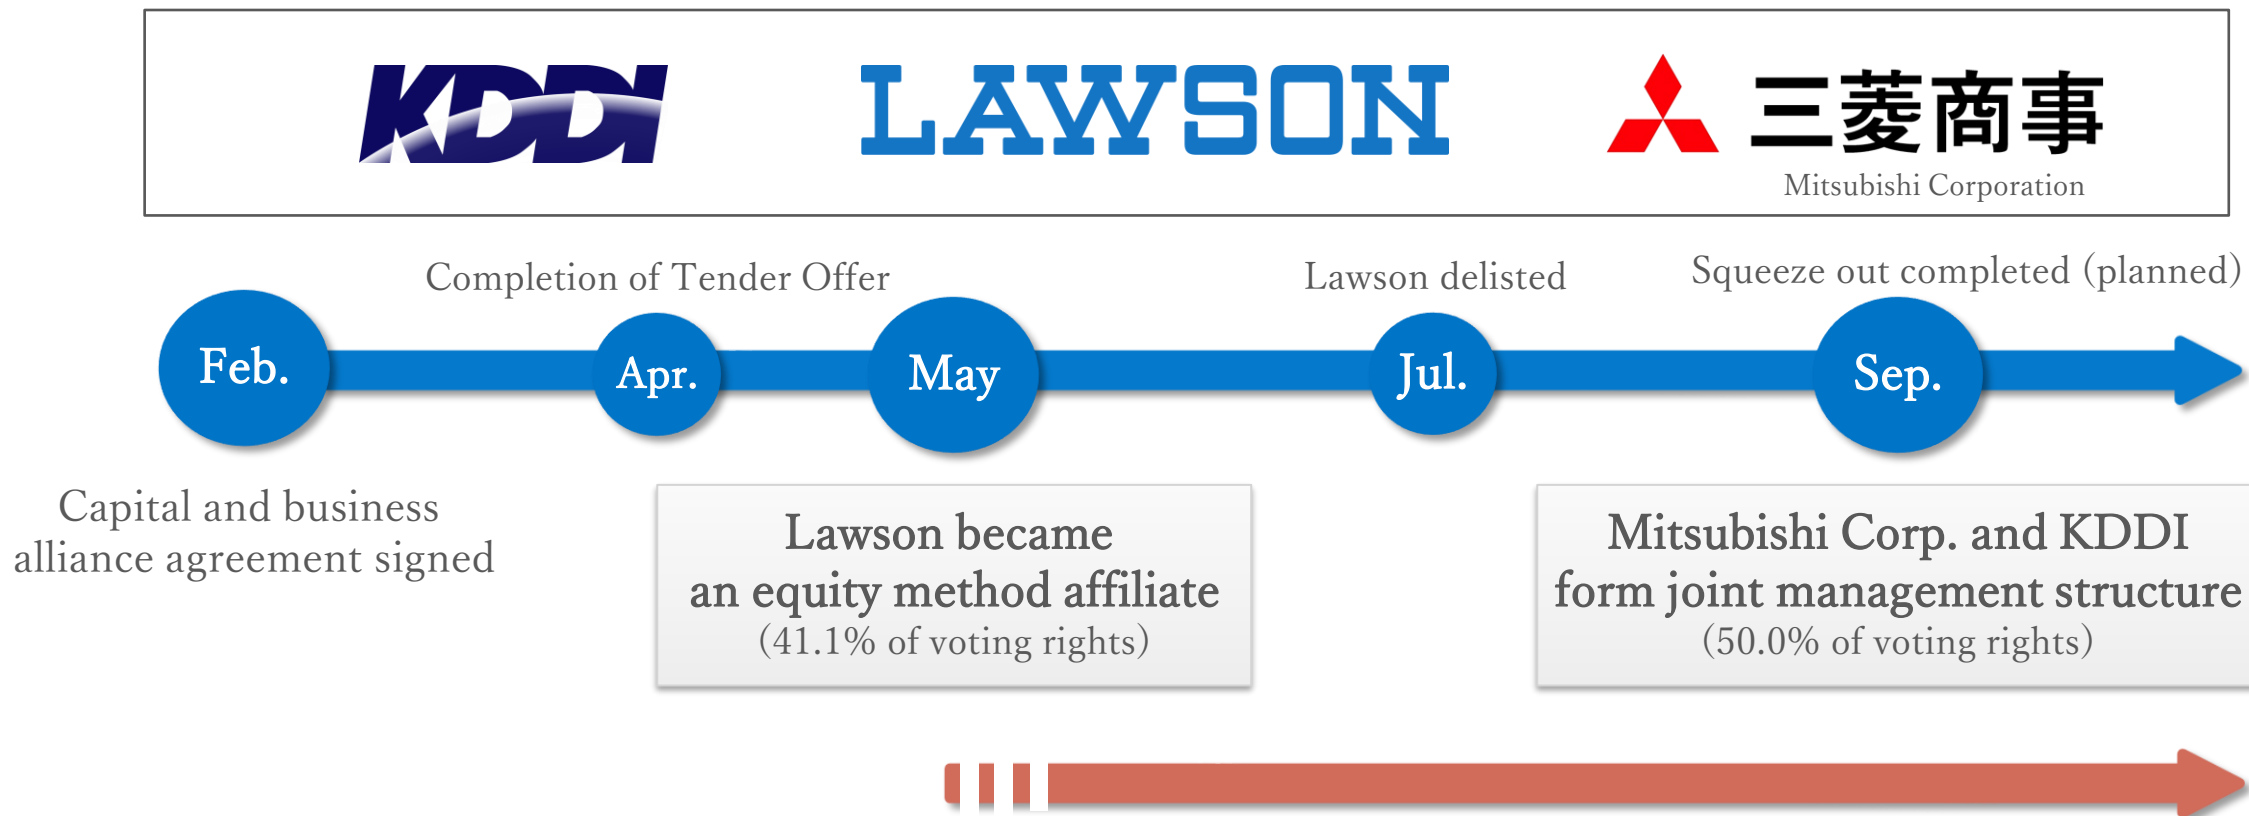 KDDI
LAWSON
三菱商事
Mitsubishi Corporation
Completion of Tender Offer
Lawson delisted
Squeeze out completed (planned)
Feb.
Apr.
May
Jul.
Sep.
Capital and business
alliance agreement signed
Lawson became
an equity method affiliate
(41.1% of voting rights)
Mitsubishi Corp. and KDDI
form joint management structure
(50.0% of voting rights)